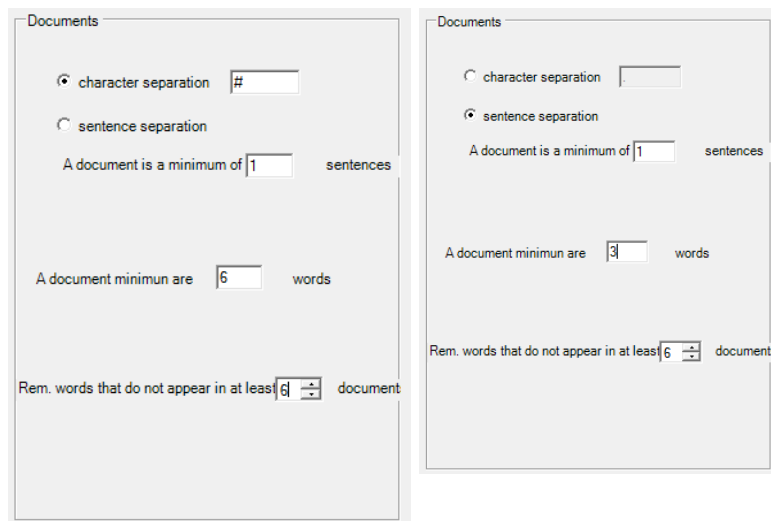 Documents
character separation #
sentence separation
A document is a minimum of 1 sentences
A document minimun are 6 words
Rem. words that do not appear in at least 6 document
Documents
character separation .
sentence separation
A document is a minimum of 1 sentences
A document minimun are 3 words
Rem. words that do not appear in at least 6 document